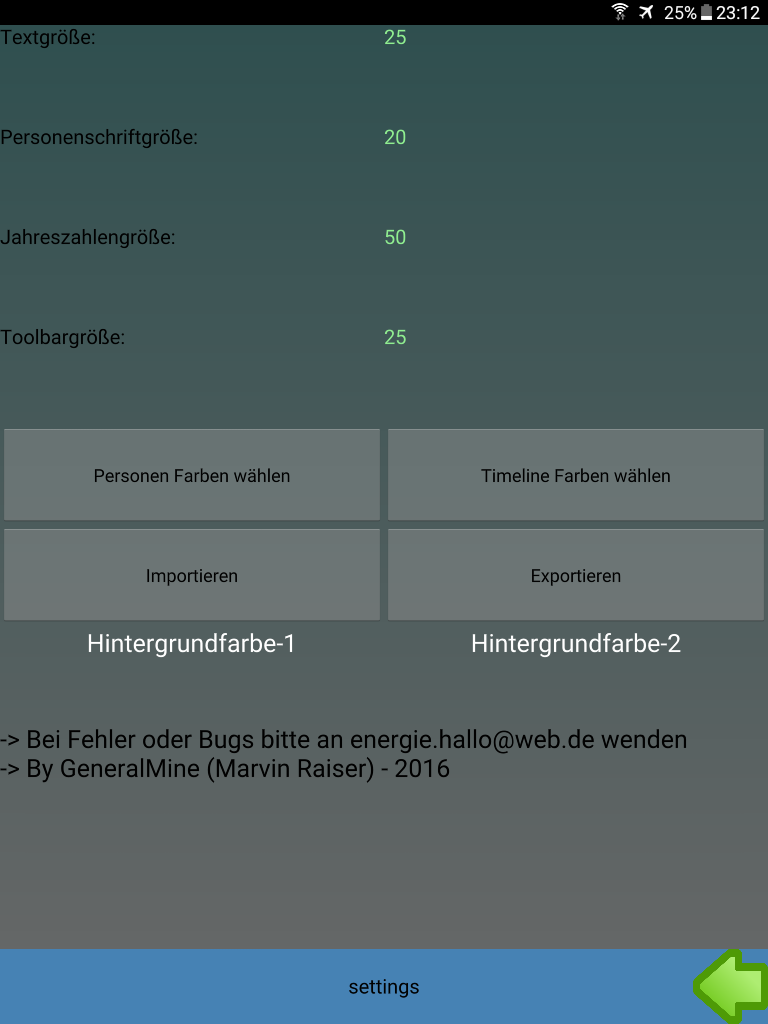 25% 23:12
Textgröße: 25
Personenschriftgröße: 20
Jahreszahlengröße: 50
Toolbargröße: 25
Personen Farben wählen Timeline Farben wählen
Importieren Exportieren
Hintergrundfarbe-1 Hintergrundfarbe-2
-> Bei Fehler oder Bugs bitte an energie.hallo@web.de wenden
-> By GeneralMine (Marvin Raiser) - 2016
settings